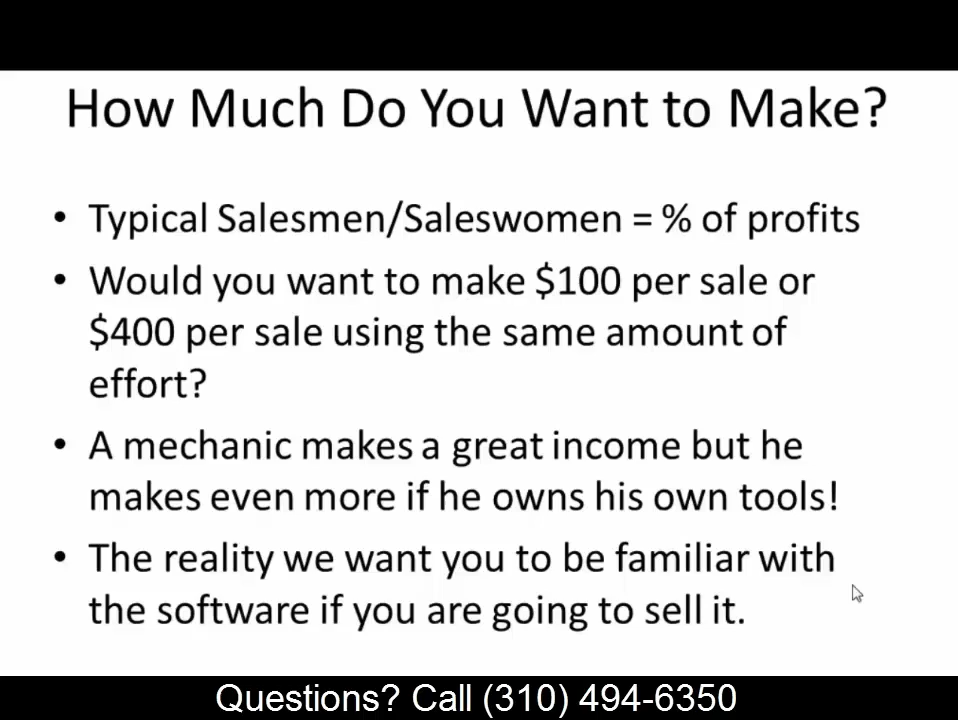 How Much Do You Want to Make?
• Typical Salesmen/Saleswomen = % of profits
• Would you want to make $100 per sale or
$400 per sale using the same amount of
effort?
• A mechanic makes a great income but he
makes even more if he owns his own tools!
• The reality we want you to be familiar with
the software if you are going to sell it.
Questions? Call (310) 494-6350